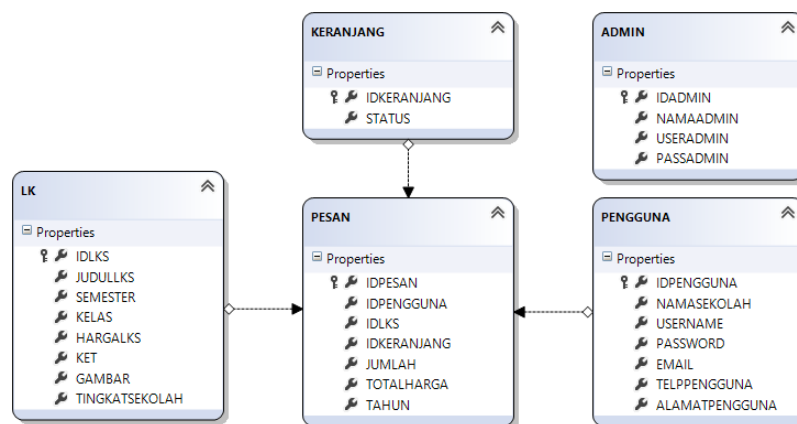 KERANJANG
Properties
IDKERANJANG
STATUS
ADMIN
Properties
IDADMIN
NAMAADMIN
USERADMIN
PASSADMIN
LK
Properties
IDLKS
JUDULLKS
SEMESTER
KELAS
HARGALKS
KET
GAMBAR
TINGKATSEKOLAH
PESAN
Properties
IDPESAN
IDPENGGUNA
IDLKS
IDKERANJANG
JUMLAH
TOTALHARGA
TAHUN
PENGGUNA
Properties
IDPENGGUNA
NAMASEKOLAH
USERNAME
PASSWORD
EMAIL
TELPPENGGUNA
ALAMATPENGGUNA